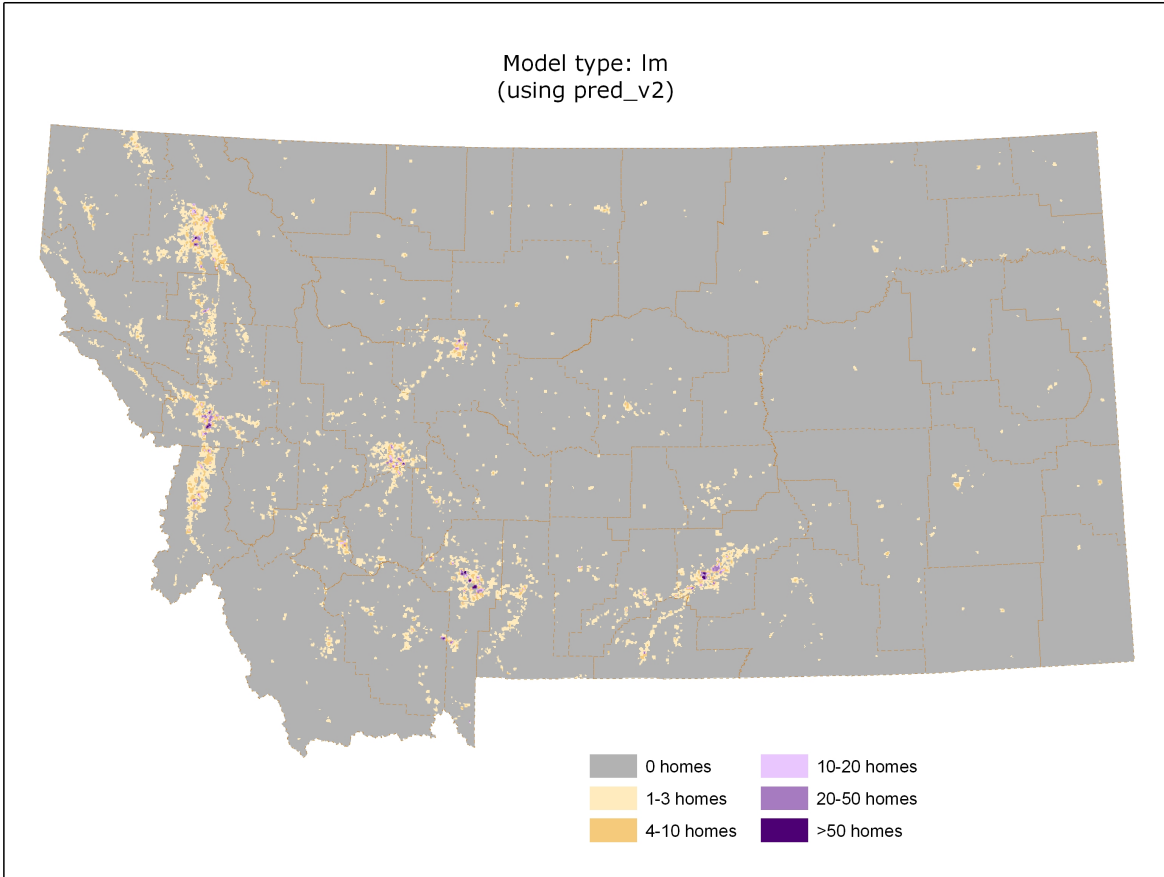 Model type: lm
(using pred_v2)
0 homes
1-3 homes
4-10 homes
10-20 homes
20-50 homes
>50 homes